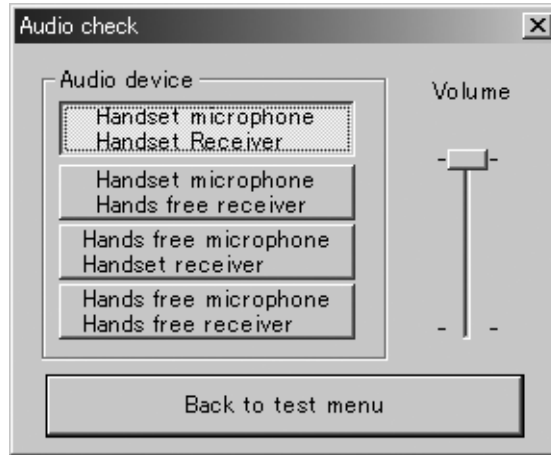 Audio check
Audio device
Volume
Handset microphone
Handset Receiver
Handset microphone
Hands free receiver
Hands free microphone
Handset receiver
Hands free microphone
Hands free receiver
Back to test menu